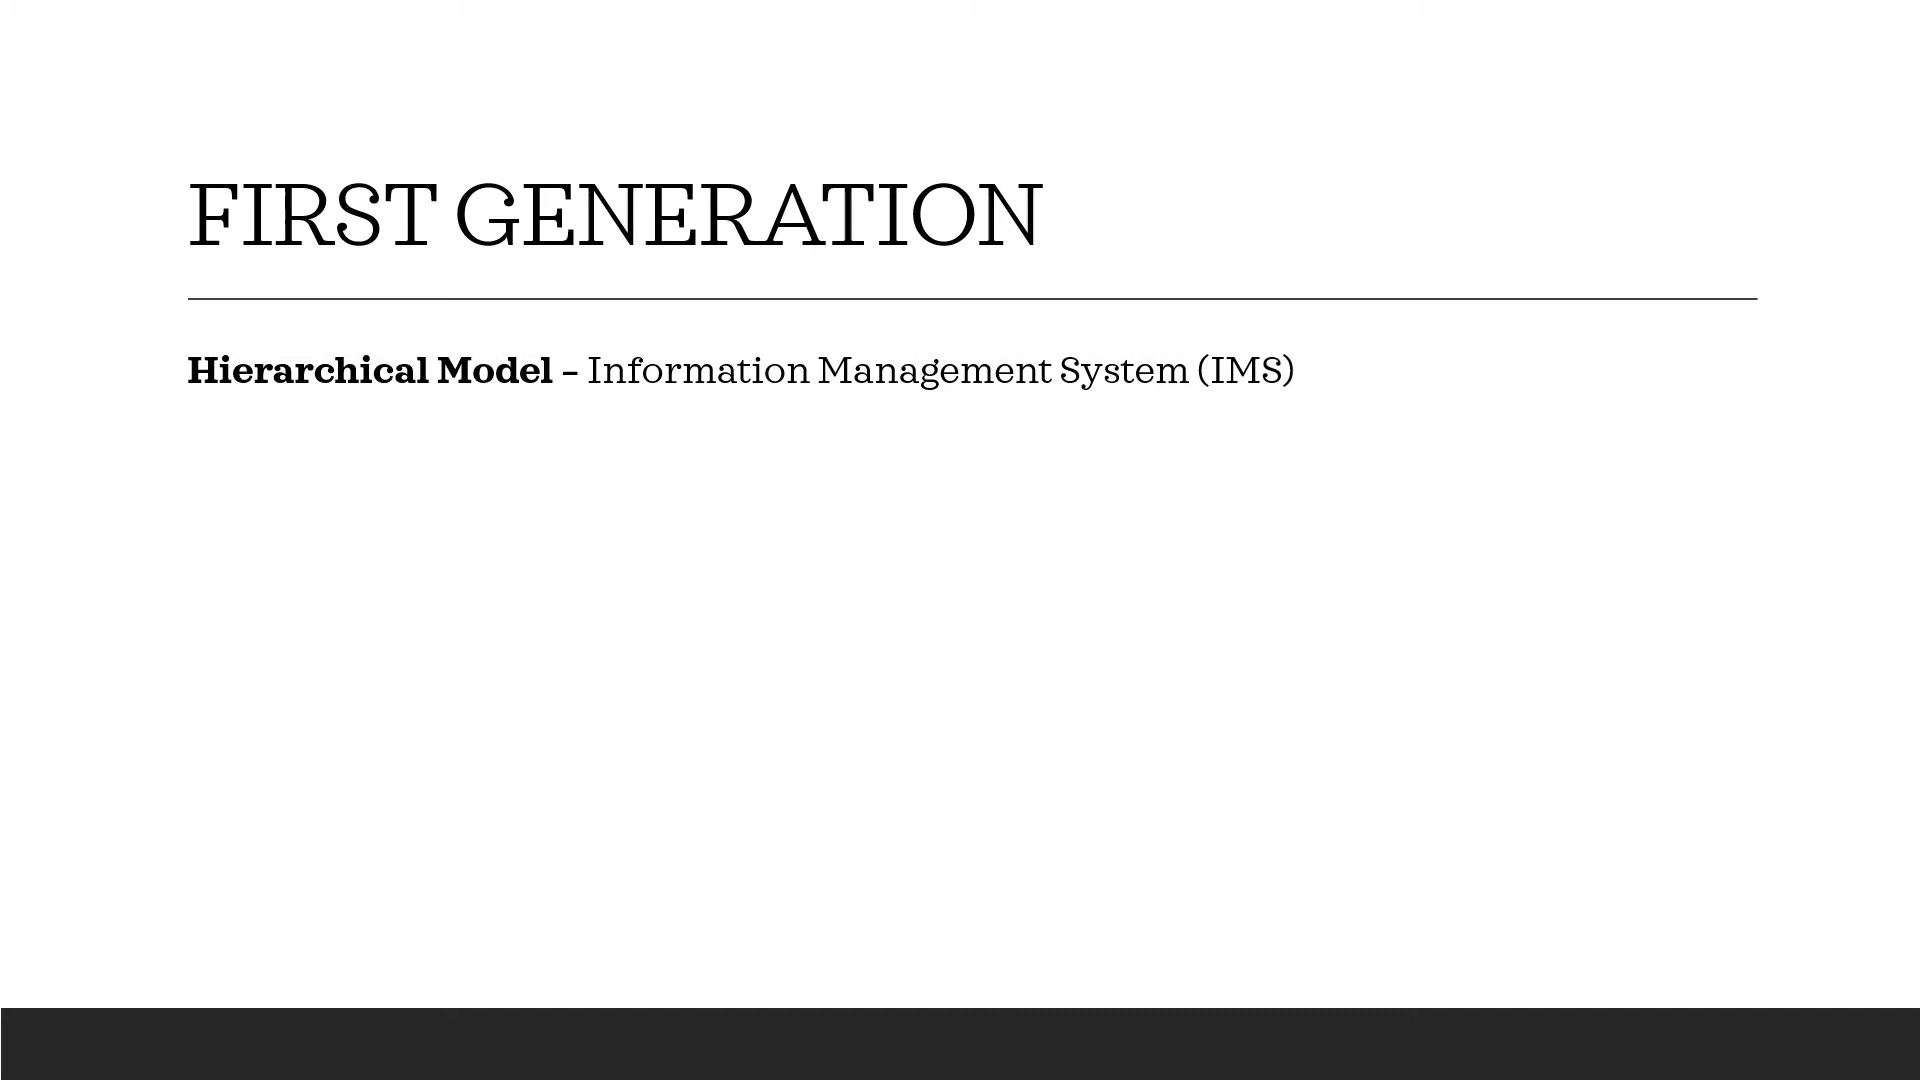 FIRST GENERATION
Hierarchical Model – Information Management System (IMS)